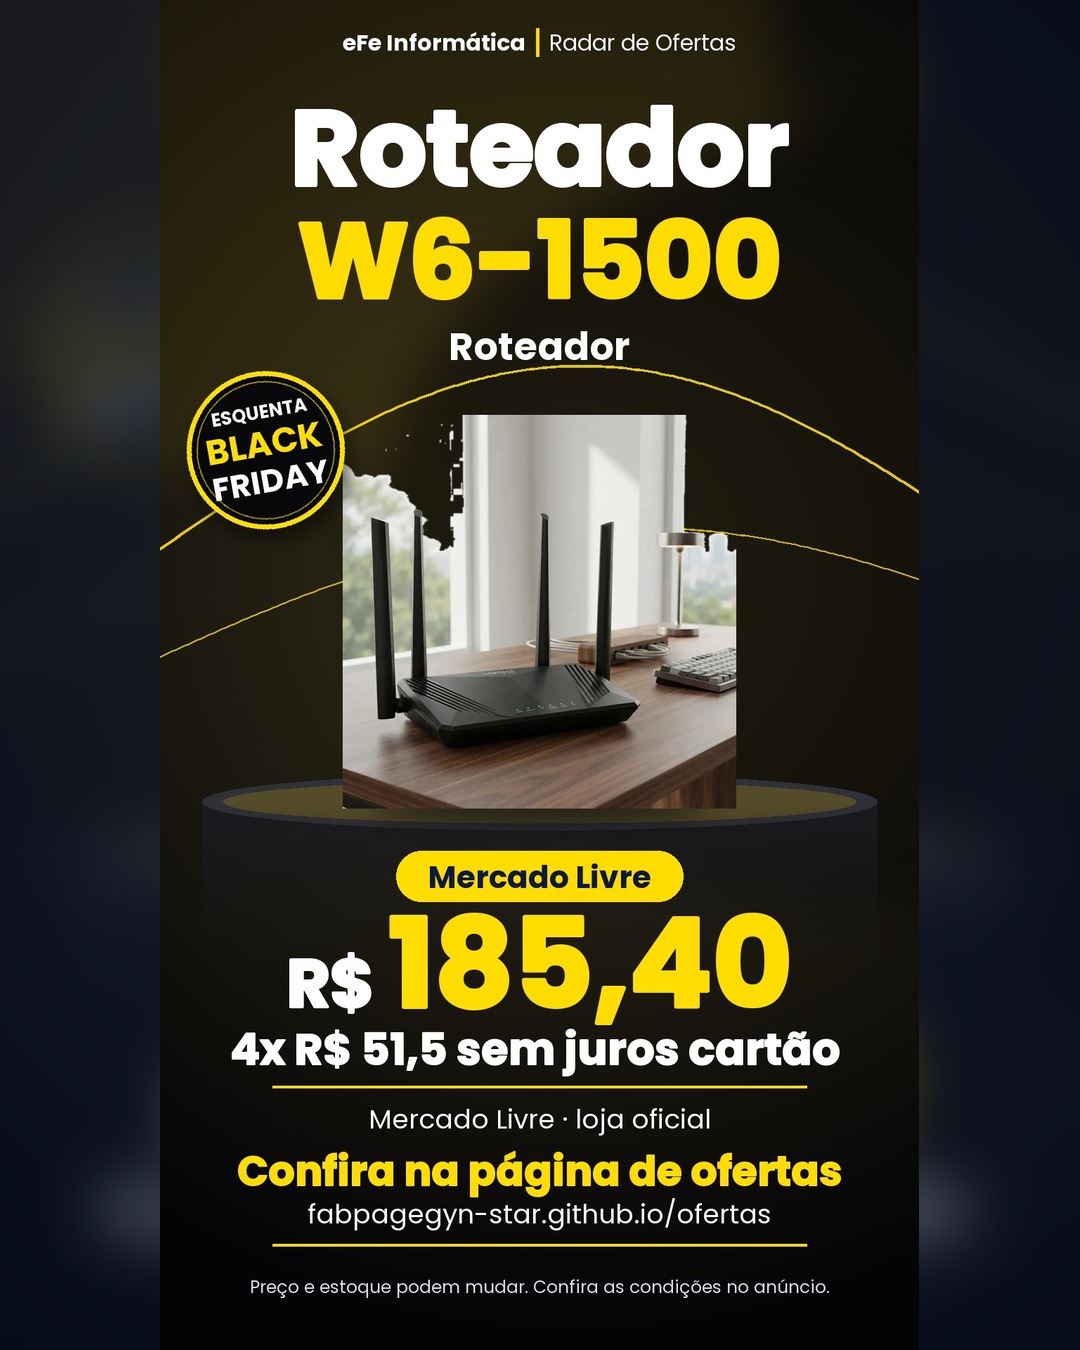 eFe Informática | Radar de Ofertas
Roteador
W6-1500
Roteador
ESQUENTA
BLACK
FRIDAY
Mercado Livre
R$ 185,40
4x R$ 51,5 sem juros cartão
Mercado Livre · loja oficial
Confira na página de ofertas
fabpagegyn-star.github.io/ofertas
Preço e estoque podem mudar. Confira as condições no anúncio.